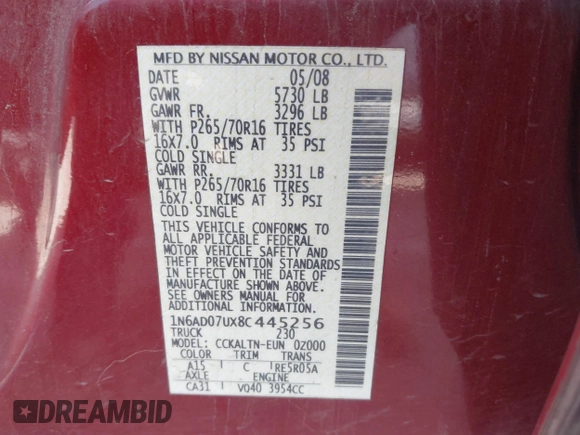 MFD BY NISSAN MOTOR CO., LTD.
DATE 05/08
GVWR 5730 LB
GAWR FR. 3296 LB
WITH P265/70R16 TIRES
16X7.0 RIMS AT 35 PSI
COLD SINGLE
GAWR RR. 3331 LB
WITH P265/70R16 TIRES
16X7.0 RIMS AT 35 PSI
COLD SINGLE
THIS VEHICLE CONFORMS TO
ALL APPLICABLE FEDERAL
MOTOR VEHICLE SAFETY AND
THEFT PREVENTION STANDARDS
IN EFFECT ON THE DATE OF
MANUFACTURE SHOWN ABOVE.
SEE OWNERS MANUAL FOR
ADDITIONAL INFORMATION.
1N6AD07UX8C445256
TRUCK 230
MODEL: CCKALTN-EUN 02000
COLOR TRIM TRANS
A15 C RE5R05A
AXLE ENGINE
CA31 VQ40 3954CC
DREAMBID